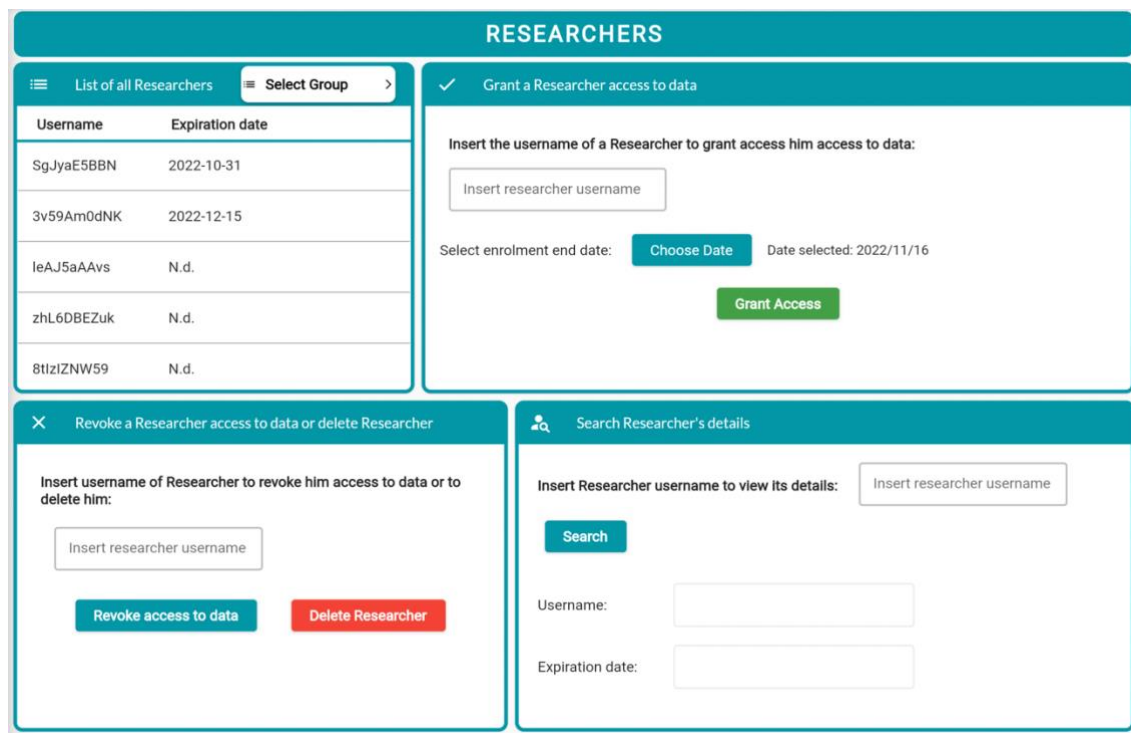 RESEARCHERS
List of all Researchers
Select Group
Username Expiration date
SgJyaE5BBN 2022-10-31
3v59Am0dNK 2022-12-15
leAJ5aAAvs N.d.
zhL6DBEZuk N.d.
8tIzIZNW59 N.d.
Grant a Researcher access to data
Insert the username of a Researcher to grant access him access to data:
Insert researcher username
Select enrolment end date: Choose Date Date selected: 2022/11/16
Grant Access
Revoke a Researcher access to data or delete Researcher
Insert username of Researcher to revoke him access to data or to
delete him:
Insert researcher username
Revoke access to data Delete Researcher
Search Researcher's details
Insert Researcher username to view its details: Insert researcher username
Search
Username:
Expiration date: